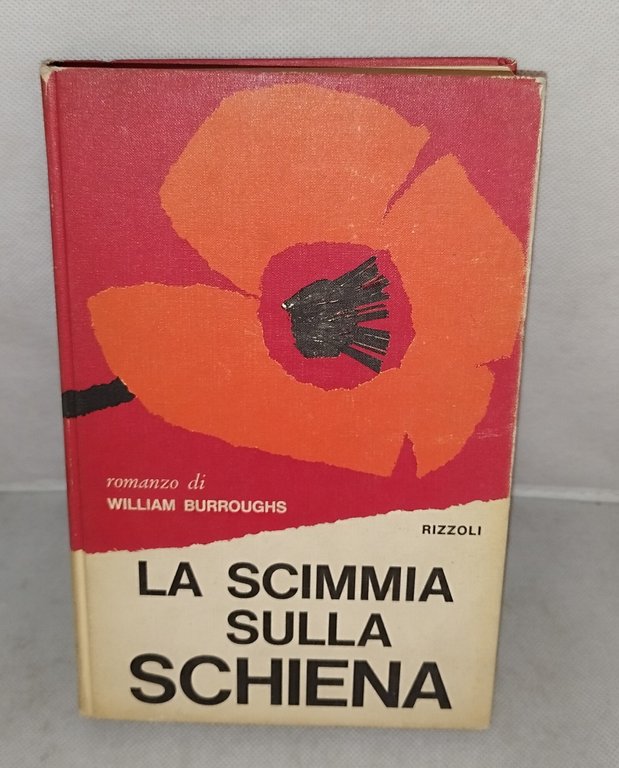 romanzo di
WILLIAM BURROUGHS
RIZZOLI
LA SCIMMIA
SULLA
SCHIENA